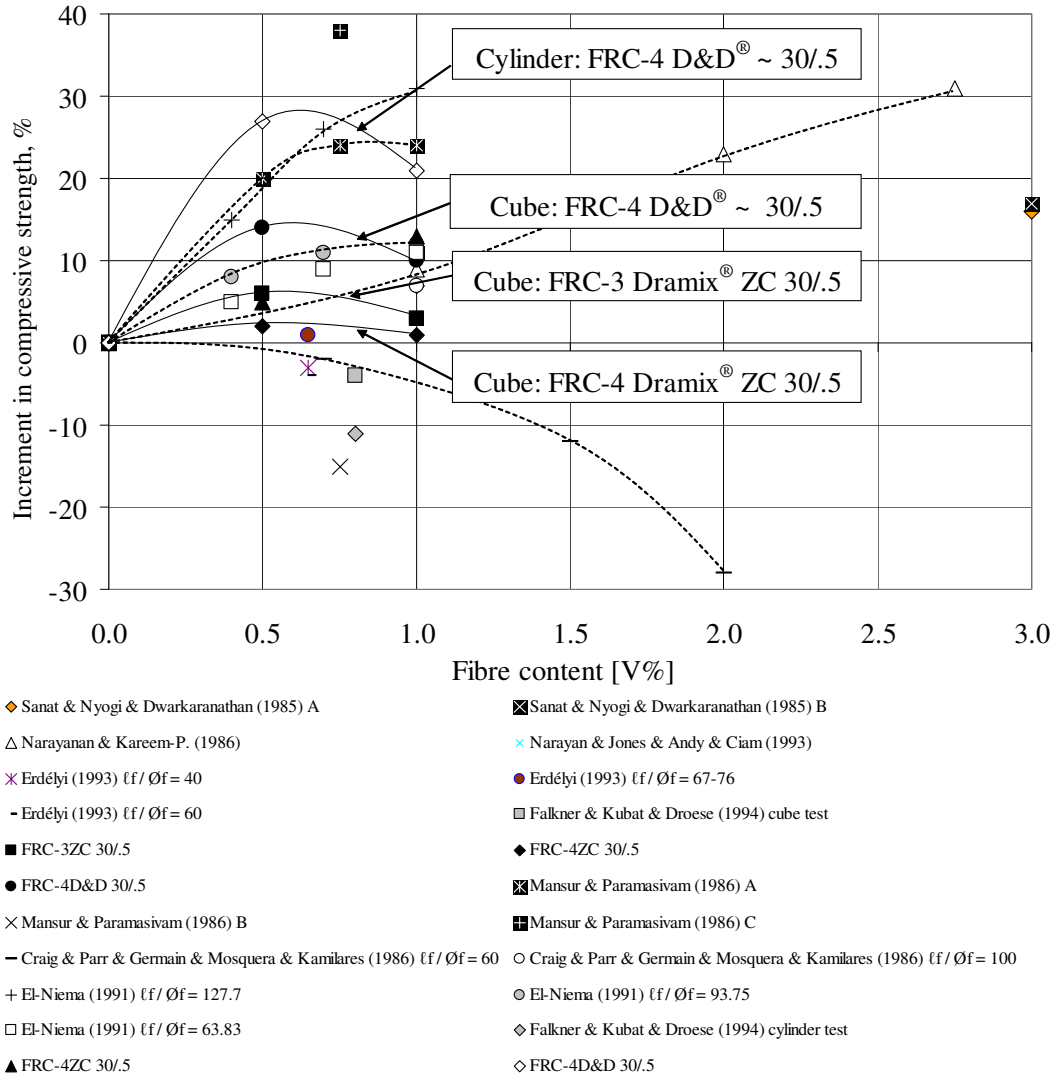 40
30
20
10
0
-10
-20
-30
Increment in compressive strength, %
Cylinder: FRC-4 D&D® ~ 30/.5
Cube: FRC-4 D&D® ~ 30/.5
Cube: FRC-3 Dramix® ZC 30/.5
Cube: FRC-4 Dramix® ZC 30/.5
0.0 0.5 1.0 1.5 2.0 2.5 3.0
Fibre content [V%]
Sanat & Nyogi & Dwarkaranathan (1985) A
Sanat & Nyogi & Dwarkaranathan (1985) B
Narayanan & Kareem-P. (1986)
Narayan & Jones & Andy & Ciam (1993)
Erdélyi (1993) ℓf / Øf = 40
Erdélyi (1993) ℓf / Øf = 67-76
Erdélyi (1993) ℓf / Øf = 60
Falkner & Kubat & Droese (1994) cube test
FRC-3ZC 30/.5
FRC-4ZC 30/.5
FRC-4D&D 30/.5
Mansur & Paramasivam (1986) A
Mansur & Paramasivam (1986) B
Mansur & Paramasivam (1986) C
Craig & Parr & Germain & Mosquera & Kamilares (1986) ℓf / Øf = 60
Craig & Parr & Germain & Mosquera & Kamilares (1986) ℓf / Øf = 100
El-Niema (1991) ℓf / Øf = 127.7
El-Niema (1991) ℓf / Øf = 93.75
El-Niema (1991) ℓf / Øf = 63.83
Falkner & Kubat & Droese (1994) cylinder test
FRC-4ZC 30/.5
FRC-4D&D 30/.5